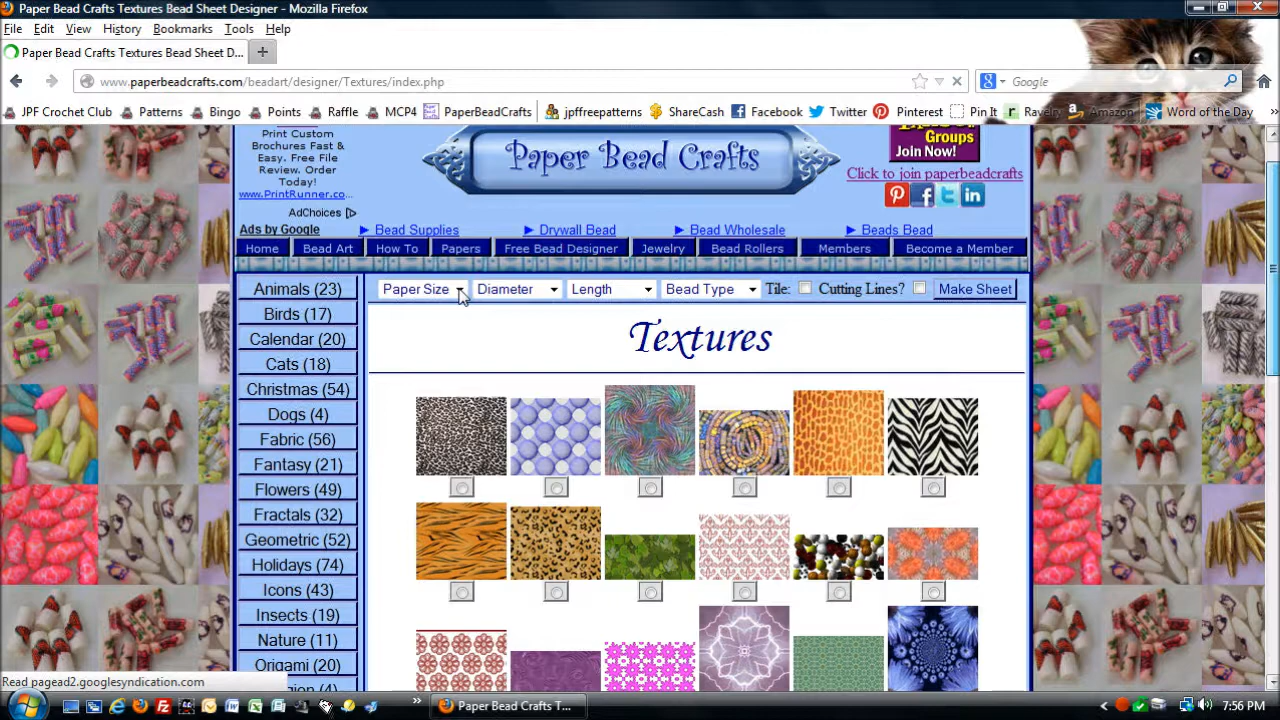 Paper Bead Crafts Textures Bead Sheet Designer - Mozilla Firefox
File Edit View History Bookmarks Tools Help
Paper Bead Crafts Textures Bead Sheet D...
www.paperbeadcrafts.com/beadart/designer/Textures/index.php
Google
JPF Crochet Club Patterns Bingo Points Raffle MCP4 PaperBeadCrafts jpffreepatterns ShareCash Facebook Twitter Pinterest Pin It Ravelry Amazon Word of the Day
Print Custom
Brochures Fast &
Easy. Free File
Review. Order
Today!
www.PrintRunner.co...
AdChoices
Paper Bead Crafts
Groups
Join Now!
Click to join paperbeadcrafts
Ads by Google Bead Supplies Drywall Bead Bead Wholesale Beads Bead
Home Bead Art How To Papers Free Bead Designer Jewelry Bead Rollers Members Become a Member
Paper Size Diameter Length Bead Type Tile: Cutting Lines? Make Sheet
Textures
Animals (23)
Birds (17)
Calendar (20)
Cats (18)
Christmas (54)
Dogs (4)
Fabric (56)
Fantasy (21)
Flowers (49)
Fractals (32)
Geometric (52)
Holidays (74)
Icons (43)
Insects (19)
Nature (11)
Origami (20)
Read pagead2.googlesyndication.com
Paper Bead Crafts T...
7:56 PM